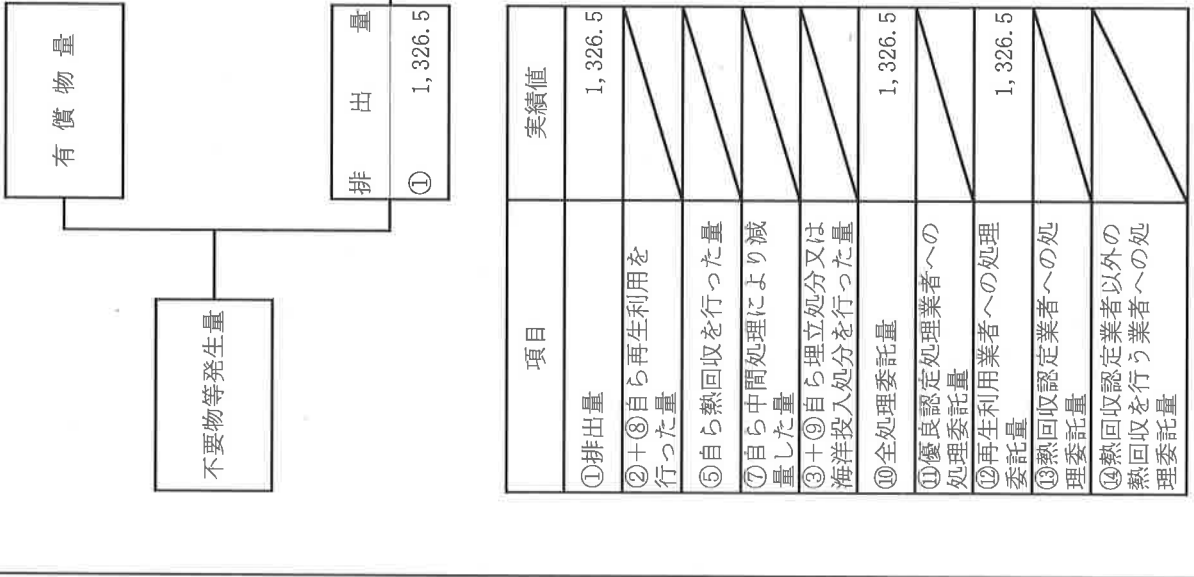 有償物量
不要物等発生量
排出量
① 1,326.5
項目 実績値
①排出量 1,326.5
②+⑧自ら再生利用を
行った量
⑤自ら熱回収を行った量
⑦自ら中間処理により減
量した量
③+⑨自ら埋立処分又は
海洋投入処分を行った量
⑩全処理委託量 1,326.5
⑪優良認定処理業者への
処理委託量
⑫再生利用業者への処理
委託量 1,326.5
⑬熱回収認定業者への処
理委託量
⑭熱回収認定業者以外の
熱回収を行う業者への処
理委託量